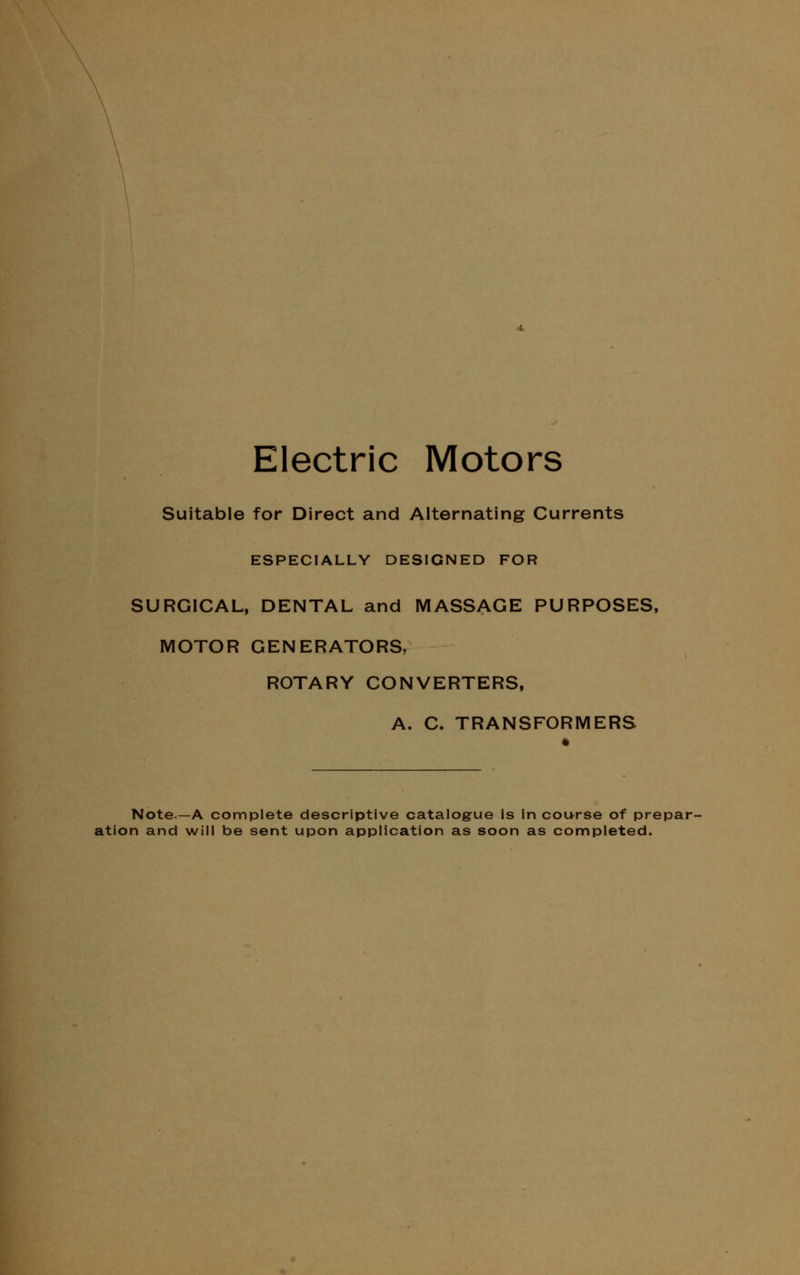 Electric Motors
Suitable for Direct and Alternating Currents
ESPECIALLY DESIGNED FOR
SURGICAL, DENTAL and MASSAGE PURPOSES,
MOTOR GENERATORS,
ROTARY CONVERTERS,
A. C. TRANSFORMERS
Note.—A complete descriptive catalogue is in course of prepar-
ation and will be sent upon application as soon as completed.